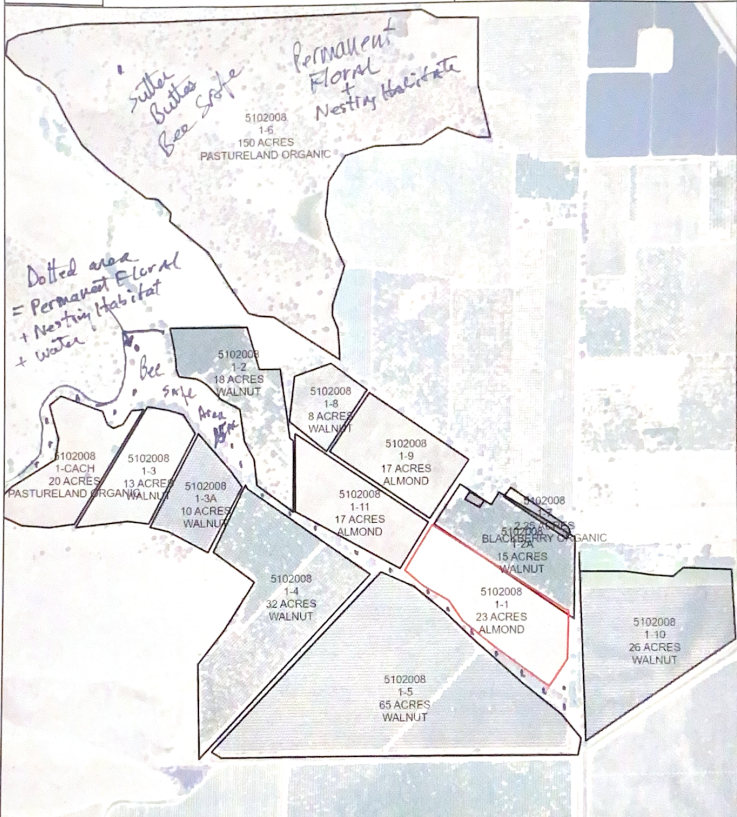 Sutter
Buttes
Bee Safe
Permanent
Floral
+
Nesting Habitate
5102008
1-6
150 ACRES
PASTURELAND ORGANIC
Dotted area
= Permanent Floral
+ Nesting Habitat
+ Water
Bee
Safe
Area
5102008
1-2
18 ACRES
WALNUT
5102008
1-8
8 ACRES
WALNUT
5102008
1-9
17 ACRES
ALMOND
5102008
1-CACH
20 ACRES
PASTURELAND ORGANIC
5102008
1-3
13 ACRES
WALNUT
5102008
1-3A
10 ACRES
WALNUT
5102008
1-11
17 ACRES
ALMOND
5102008
1-7
2.25 ACRES
BLACKBERRY ORGANIC
5102008
1-2A
15 ACRES
WALNUT
5102008
1-4
32 ACRES
WALNUT
5102008
1-1
23 ACRES
ALMOND
5102008
1-10
26 ACRES
WALNUT
5102008
1-5
65 ACRES
WALNUT